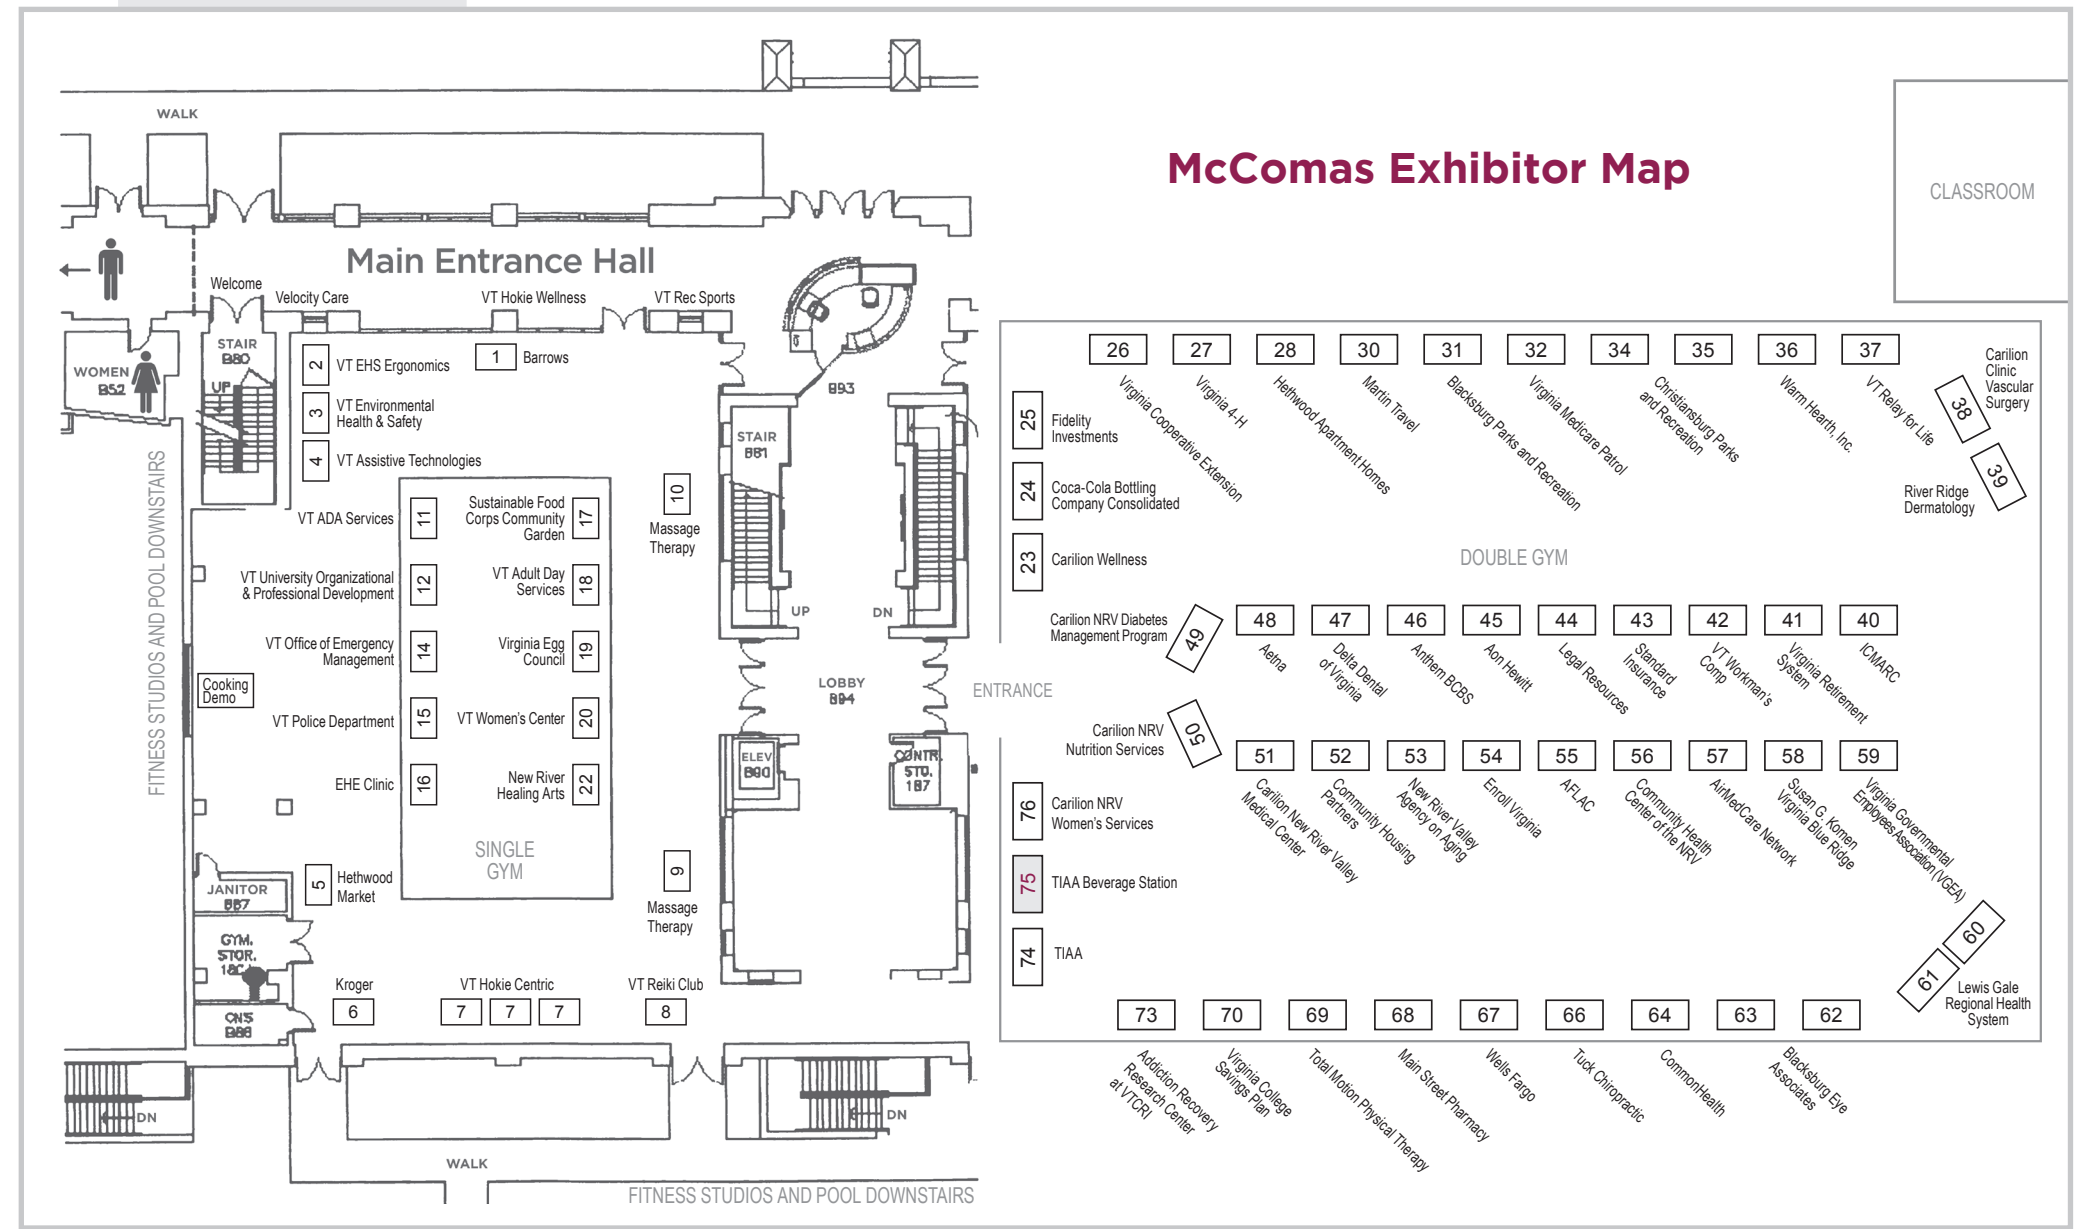 McComas Exhibitor Map
CLASSROOM
WALK
Main Entrance Hall
Welcome
Velocity Care
VT Hokie Wellness
VT Rec Sports
STAIR
B80
UP
WOMEN
B52
2
VT EHS Ergonomics
1
Barrows
3
VT Environmental
Health & Safety
4
VT Assistive Technologies
B93
STAIR
B81
UP
DN
10
Massage
Therapy
FITNESS STUDIOS AND POOL DOWNSTAIRS
VT ADA Services
11
Sustainable Food
Corps Community
Garden
17
VT University Organizational
& Professional Development
12
VT Adult Day
Services
18
VT Office of Emergency
Management
14
Virginia Egg
Council
19
Cooking
Demo
VT Police Department
15
VT Women's Center
20
EHE Clinic
16
New River
Healing Arts
22
SINGLE
GYM
LOBBY
B94
ENTRANCE
ELEV
B90
CONTR.
STO.
1B7
JANITOR
BB7
5
Hethwood
Market
9
Massage
Therapy
GYM.
STOR.
Kroger
6
VT Hokie Centric
7
7
7
VT Reiki Club
8
DN
DN
WALK
FITNESS STUDIOS AND POOL DOWNSTAIRS
26
27
28
30
31
32
34
35
36
37
Virginia Cooperative Extension
Virginia 4-H
Hethwood Apartment Homes
Martin Travel
Blacksburg Parks and Recreation
Virginia Medicare Patrol
Christiansburg Parks
and Recreation
Warm Hearth, Inc.
VT Relay for Life
Carilion
Clinic
Vascular
Surgery
38
39
River Ridge
Dermatology
25
Fidelity
Investments
24
Coca-Cola Bottling
Company Consolidated
23
Carilion Wellness
DOUBLE GYM
Carilion NRV Diabetes
Management Program
49
48
47
46
45
44
43
42
41
40
Aetna
Delta Dental
of Virginia
Anthem BCBS
Aon Hewitt
Legal Resources
Standard
Insurance
VT Workman's
Comp
Virginia Retirement
System
ICMARC
Carilion NRV
Nutrition Services
50
51
52
53
54
55
56
57
58
59
Carilion New River Valley
Medical Center
Community Housing
Partners
New River Valley
Agency on Aging
Enroll Virginia
AFLAC
Community Health
Center of the NRV
AirMedCare Network
Susan G. Komen
Virginia Blue Ridge
Virginia Governmental
Employees Association (VGEA)
76
Carilion NRV
Women's Services
75
TIAA Beverage Station
74
TIAA
60
61
Lewis Gale
Regional Health
System
73
70
69
68
67
66
64
63
62
Addiction Recovery
Research Center
at VTCRI
Virginia College
Savings Plan
Total Motion Physical Therapy
Main Street Pharmacy
Wells Fargo
Tuck Chiropractic
CommonHealth
Blacksburg Eye
Associates